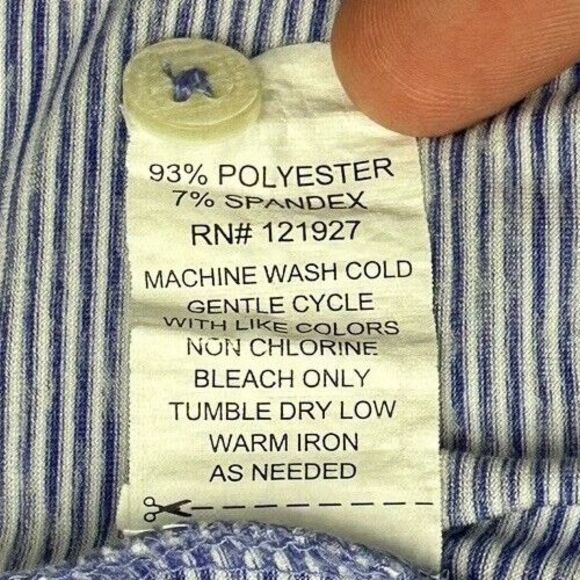 93% POLYESTER
7% SPANDEX
RN# 121927
MACHINE WASH COLD
GENTLE CYCLE
WITH LIKE COLORS
NON CHLORINE
BLEACH ONLY
TUMBLE DRY LOW
WARM IRON
AS NEEDED